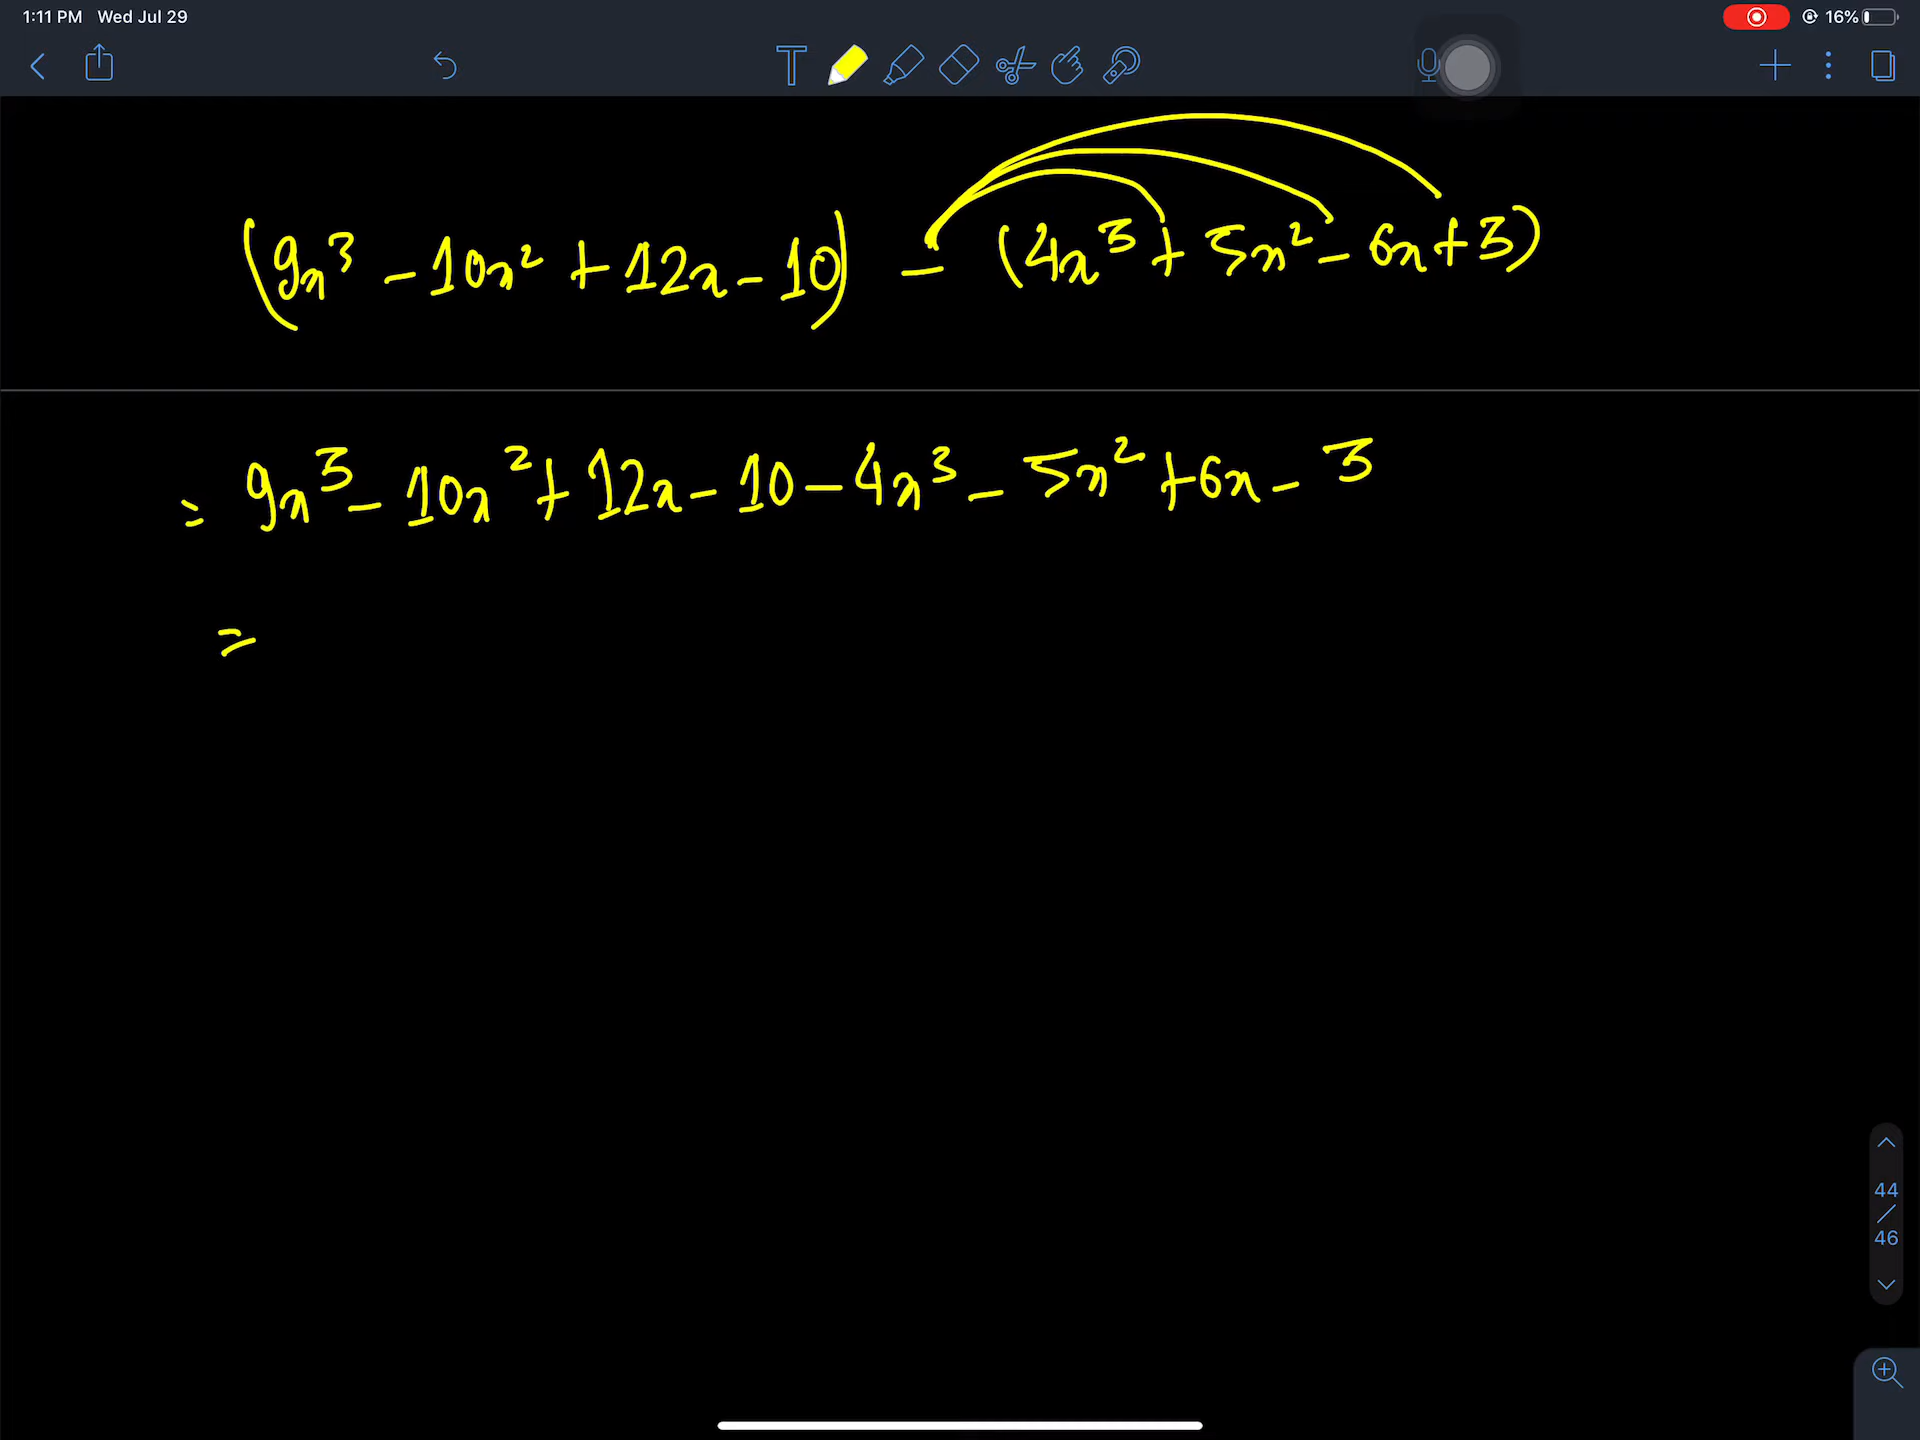 1:11 PM Wed Jul 29 16%
(9x³ - 10x² + 12x - 10) - (4x³ + 5x² - 6x + 3)
= 9x³ - 10x² + 12x - 10 - 4x³ - 5x² + 6x - 3
=
44
/
46